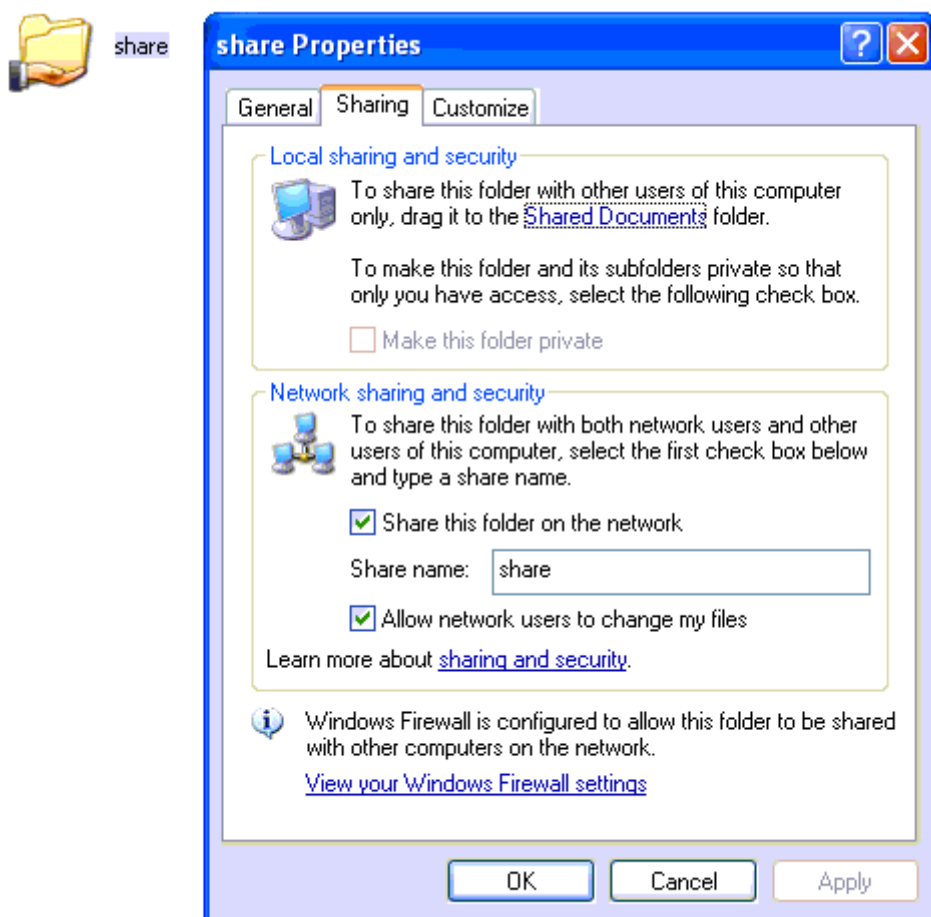 share
share Properties
General Sharing Customize
Local sharing and security
To share this folder with other users of this computer
only, drag it to the Shared Documents folder.
To make this folder and its subfolders private so that
only you have access, select the following check box.
Make this folder private
Network sharing and security
To share this folder with both network users and other
users of this computer, select the first check box below
and type a share name.
Share this folder on the network
Share name: share
Allow network users to change my files
Learn more about sharing and security.
Windows Firewall is configured to allow this folder to be shared
with other computers on the network.
View your Windows Firewall settings
OK Cancel Apply